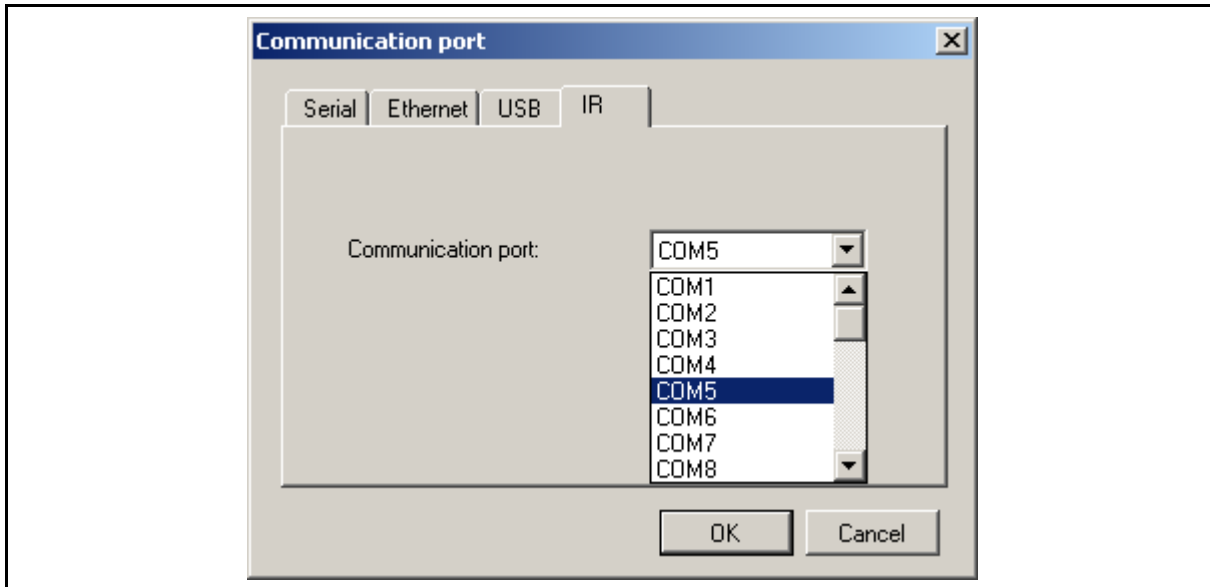 Communication port
Serial Ethernet USB IR
Communication port: COM5
COM1
COM2
COM3
COM4
COM5
COM6
COM7
COM8
OK Cancel